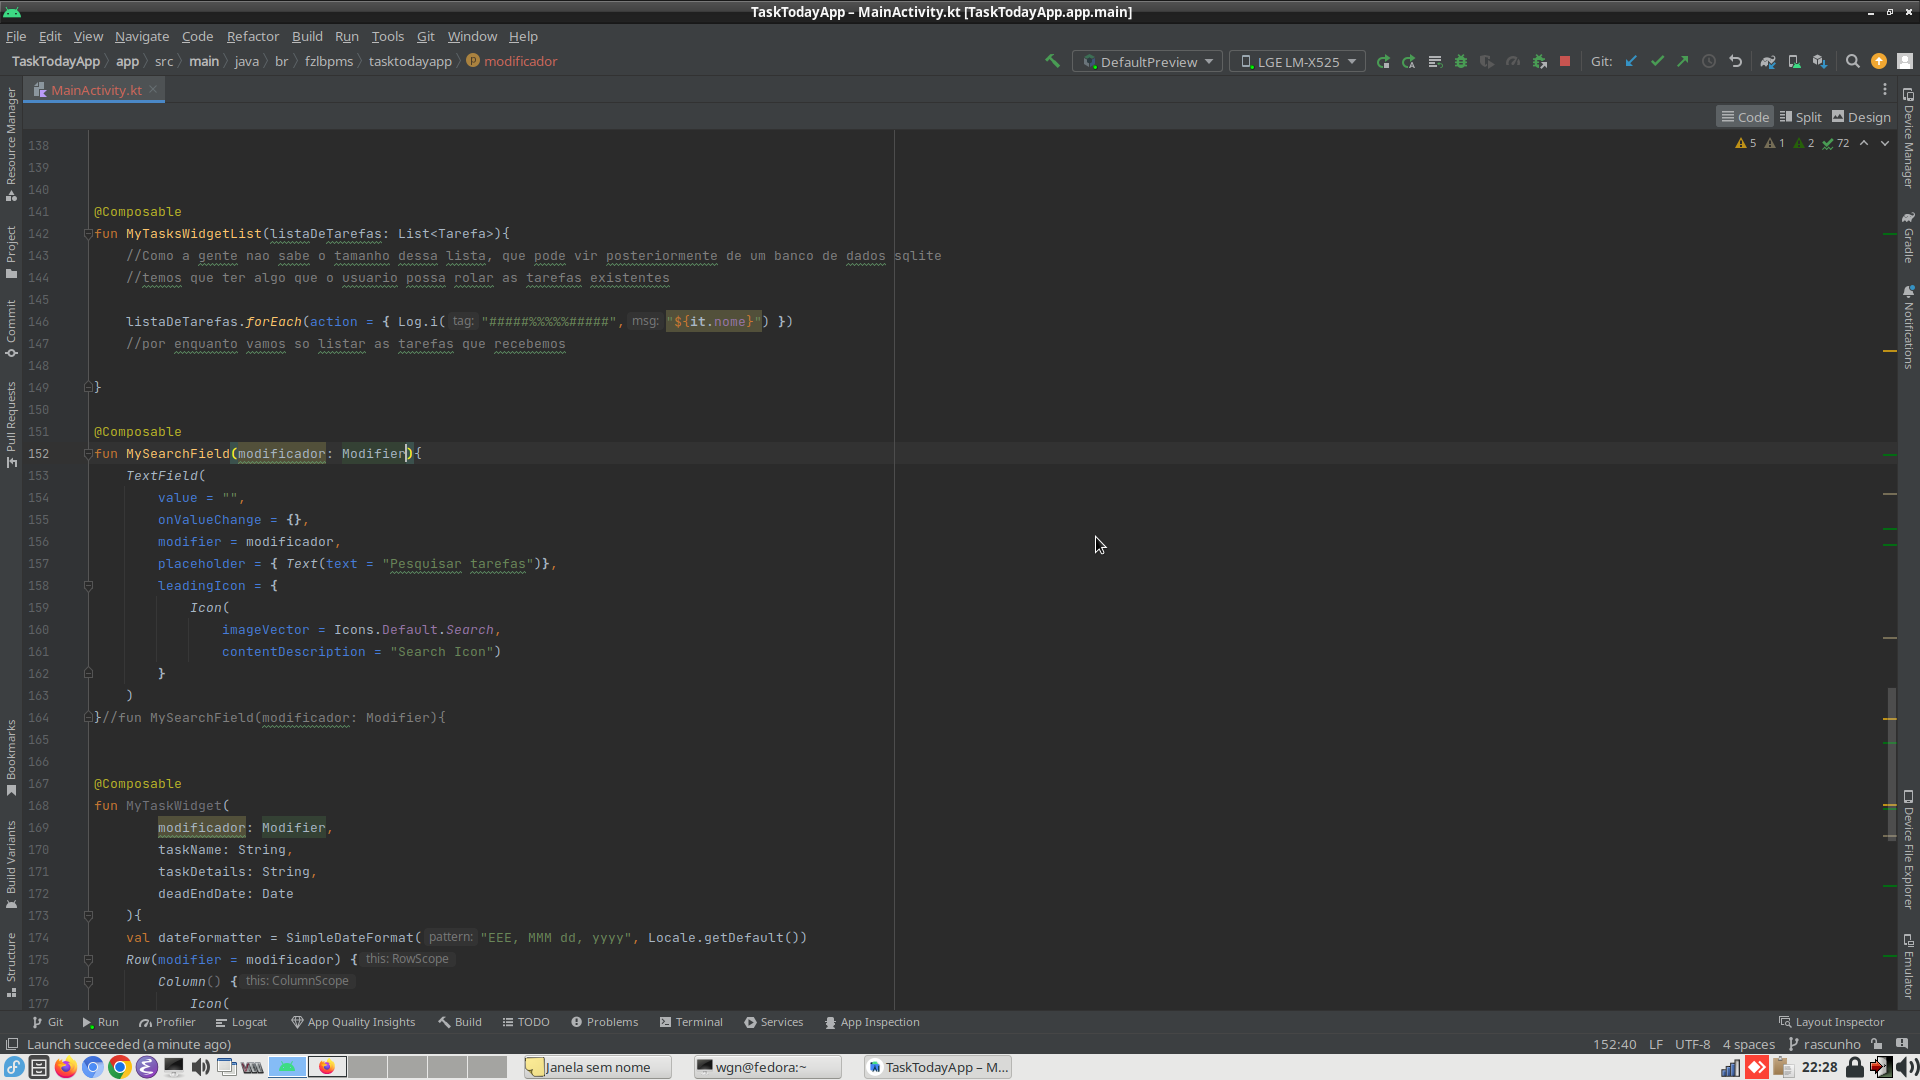 TaskTodayApp – MainActivity.kt [TaskTodayApp.app.main]
File Edit View Navigate Code Refactor Build Run Tools Git Window Help
TaskTodayApp app src main java br fzlbpms tasktodayapp modificador DefaultPreview LGE LM-X525 Git:
MainActivity.kt
Code Split Design
5 1 2 72
138
139
140
141 @Composable
142 fun MyTasksWidgetList(listaDeTarefas: List<Tarefa>){
143 //Como a gente nao sabe o tamanho dessa lista, que pode vir posteriormente de um banco de dados sqlite
144 //temos que ter algo que o usuario possa rolar as tarefas existentes
145
146 listaDeTarefas.forEach(action = { Log.i( tag: "#####%%%%%#####", msg: "${it.nome}") })
147 //por enquanto vamos so listar as tarefas que recebemos
148
149 }
150
151 @Composable
152 fun MySearchField(modificador: Modifier){
153 TextField(
154 value = "",
155 onValueChange = {},
156 modifier = modificador,
157 placeholder = { Text(text = "Pesquisar tarefas")},
158 leadingIcon = {
159 Icon(
160 imageVector = Icons.Default.Search,
161 contentDescription = "Search Icon")
162 }
163 )
164 }//fun MySearchField(modificador: Modifier){
165
166
167 @Composable
168 fun MyTaskWidget(
169 modificador: Modifier,
170 taskName: String,
171 taskDetails: String,
172 deadEndDate: Date
173 ){
174 val dateFormatter = SimpleDateFormat( pattern: "EEE, MMM dd, yyyy", Locale.getDefault())
175 Row(modifier = modificador) { this: RowScope
176 Column() { this: ColumnScope
177 Icon(
Resource Manager
Project
Commit
Pull Requests
Bookmarks
Build Variants
Structure
Device Manager
Gradle
Notifications
Device File Explorer
Emulator
Git Run Profiler Logcat App Quality Insights Build TODO Problems Terminal Services App Inspection Layout Inspector
Launch succeeded (a minute ago) 152:40 LF UTF-8 4 spaces rascunho
Janela sem nome wgn@fedora:~ TaskTodayApp – M... 22:28